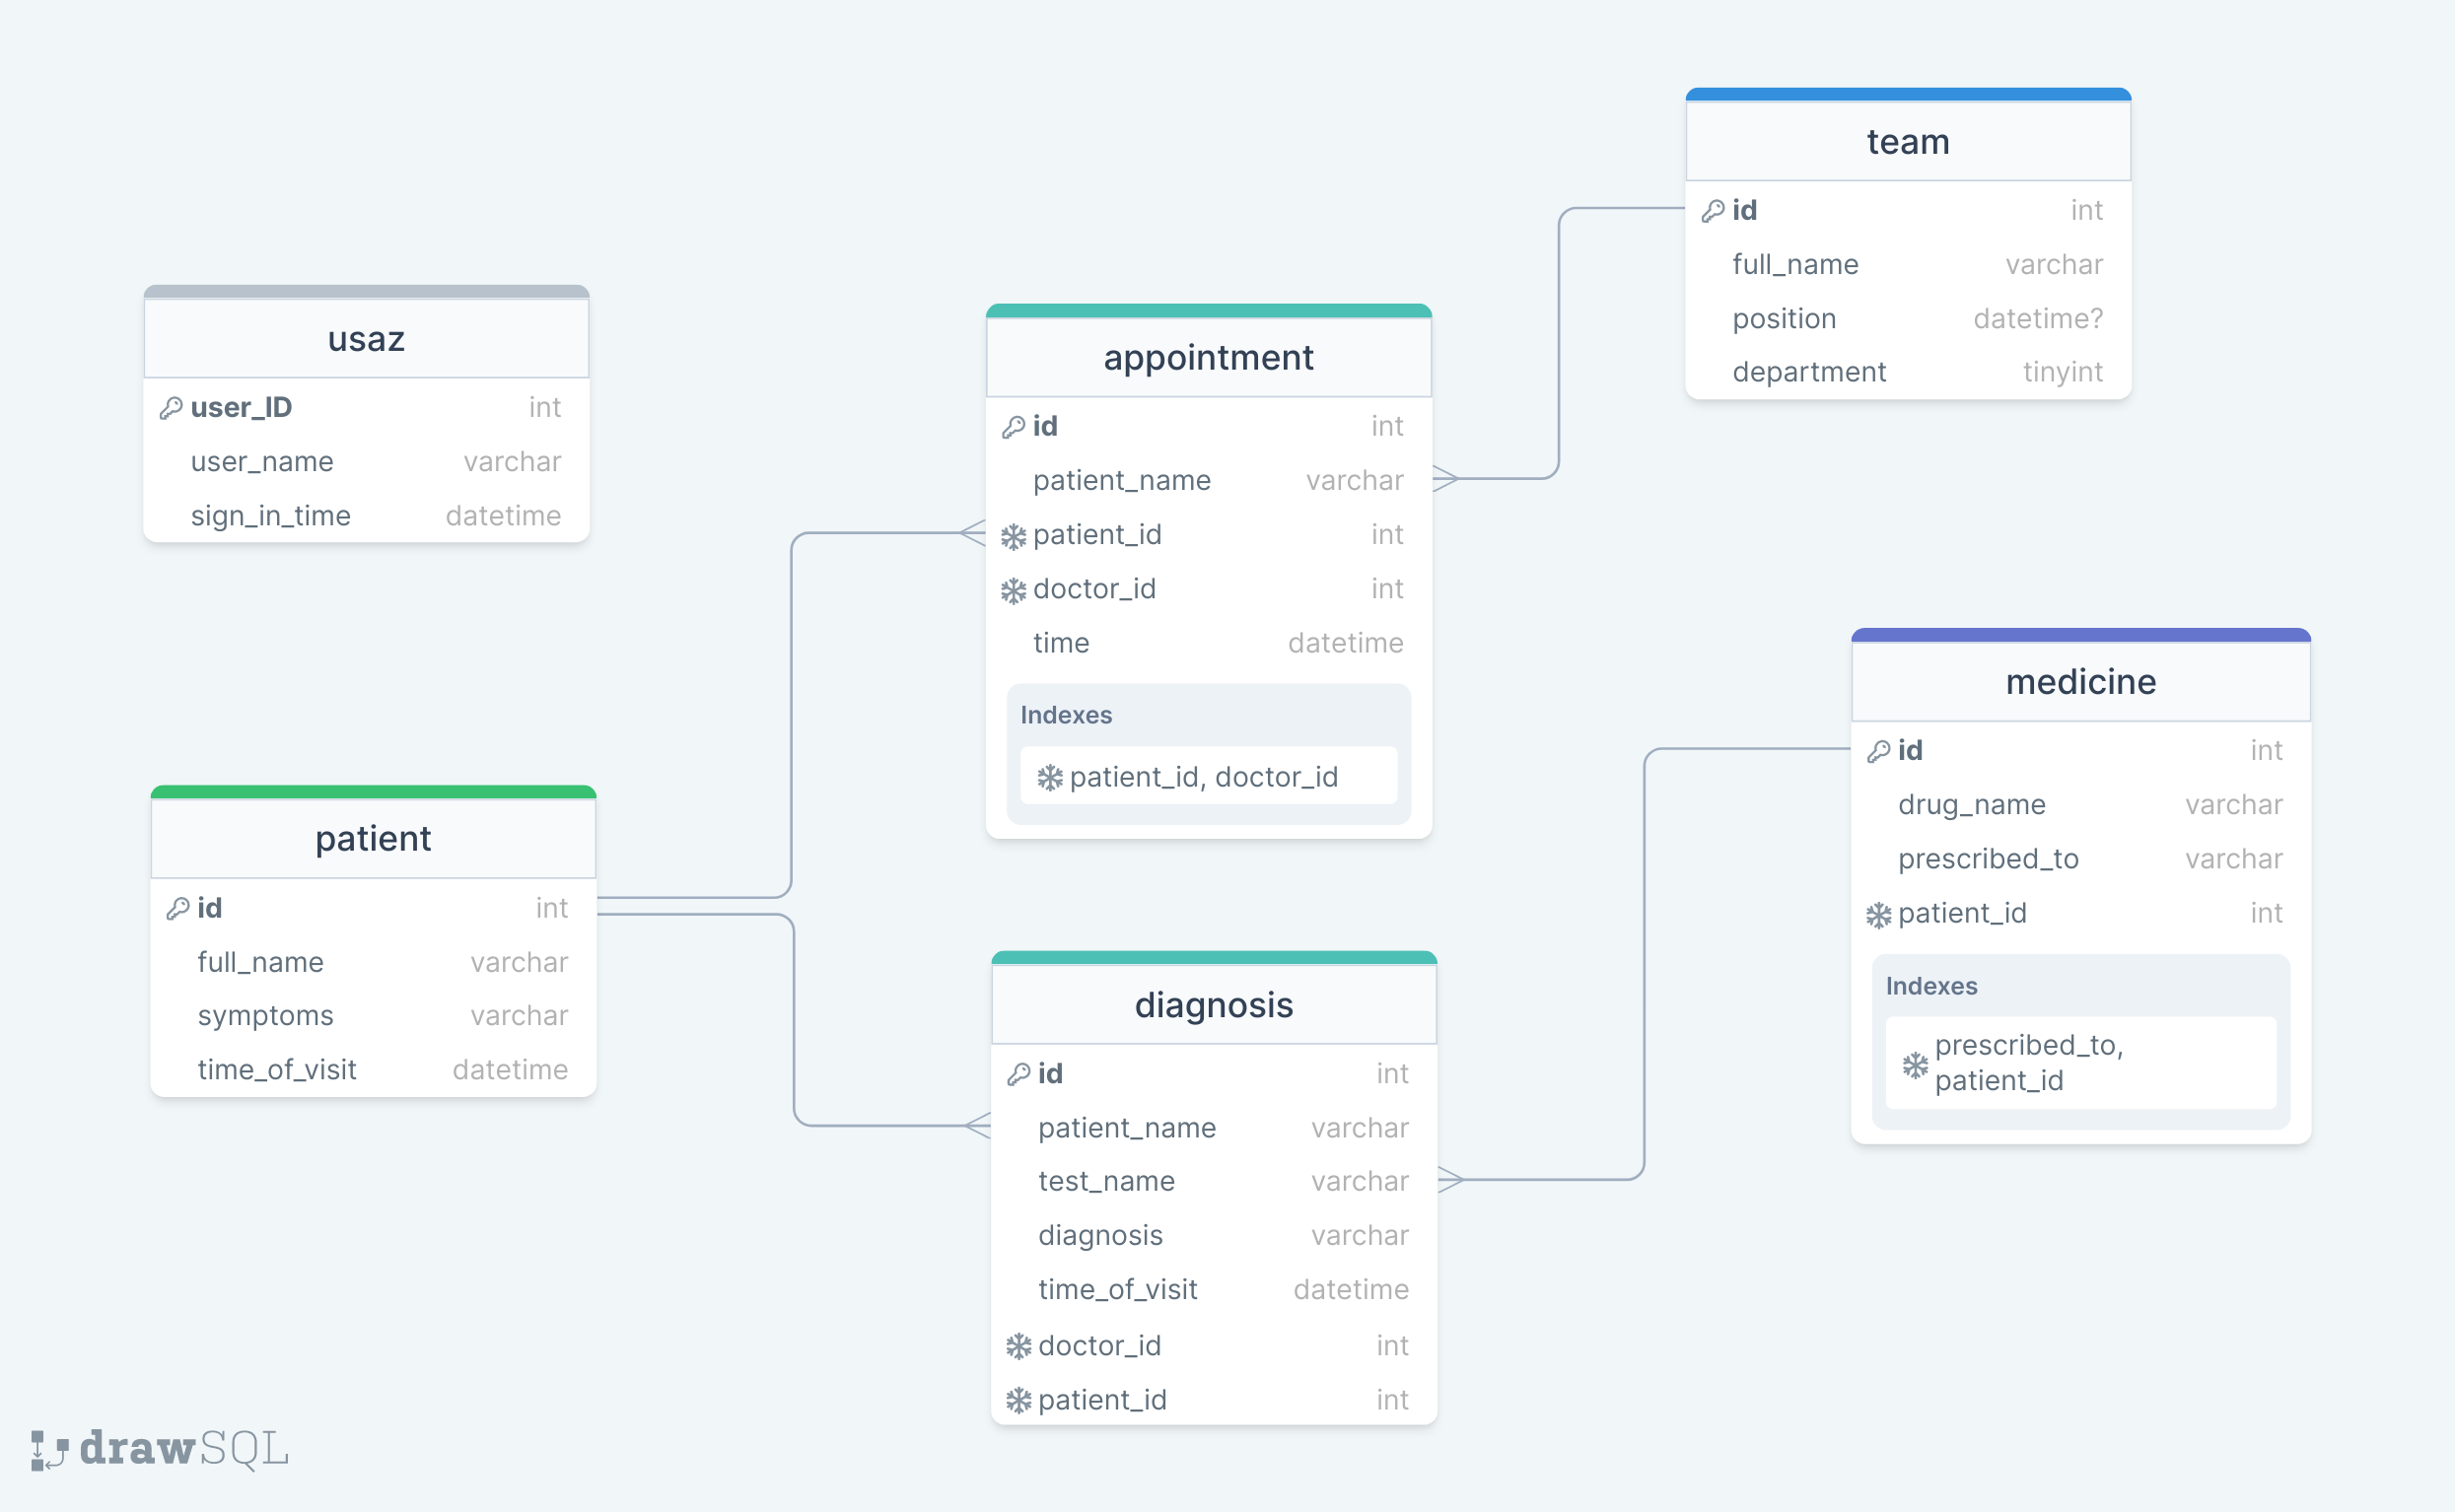 team
id int
full_name varchar
position datetime?
department tinyint
usaz
user_ID int
user_name varchar
sign_in_time datetime
appointment
id int
patient_name varchar
patient_id int
doctor_id int
time datetime
Indexes
patient_id, doctor_id
medicine
id int
drug_name varchar
prescribed_to varchar
patient_id int
Indexes
prescribed_to,
patient_id
patient
id int
full_name varchar
symptoms varchar
time_of_visit datetime
diagnosis
id int
patient_name varchar
test_name varchar
diagnosis varchar
time_of_visit datetime
doctor_id int
patient_id int
drawSQL